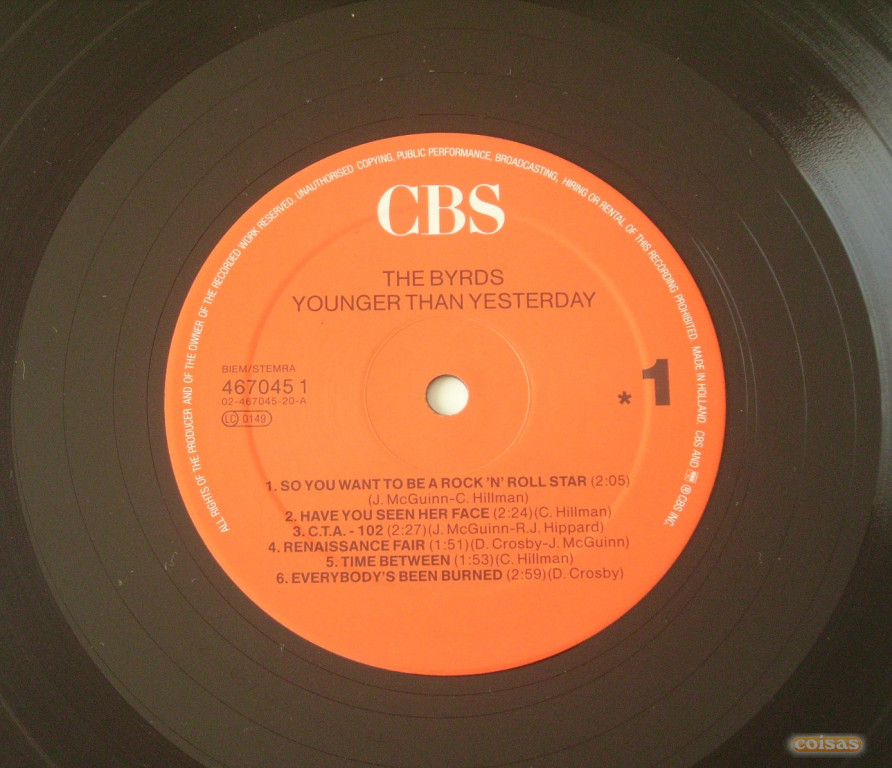 ALL RIGHTS OF THE PRODUCER AND OF THE OWNER OF THE RECORDED WORK RESERVED. UNAUTHORISED COPYING, PUBLIC PERFORMANCE, BROADCASTING, HIRING OR RENTAL OF THIS RECORDING PROHIBITED. MADE IN HOLLAND. CBS AND ℗ CBS INC.
CBS
THE BYRDS
YOUNGER THAN YESTERDAY
BIEM/STEMRA
467045 1
02-467045-20-A
LC 0149
* 1
1. SO YOU WANT TO BE A ROCK 'N' ROLL STAR (2:05)
(J. McGuinn-C. Hillman)
2. HAVE YOU SEEN HER FACE (2:24)(C. Hillman)
3. C.T.A. - 102 (2:27)(J. McGuinn-R.J. Hippard)
4. RENAISSANCE FAIR (1:51)(D. Crosby-J. McGuinn)
5. TIME BETWEEN (1:53)(C. Hillman)
6. EVERYBODY'S BEEN BURNED (2:59)(D. Crosby)
coisas